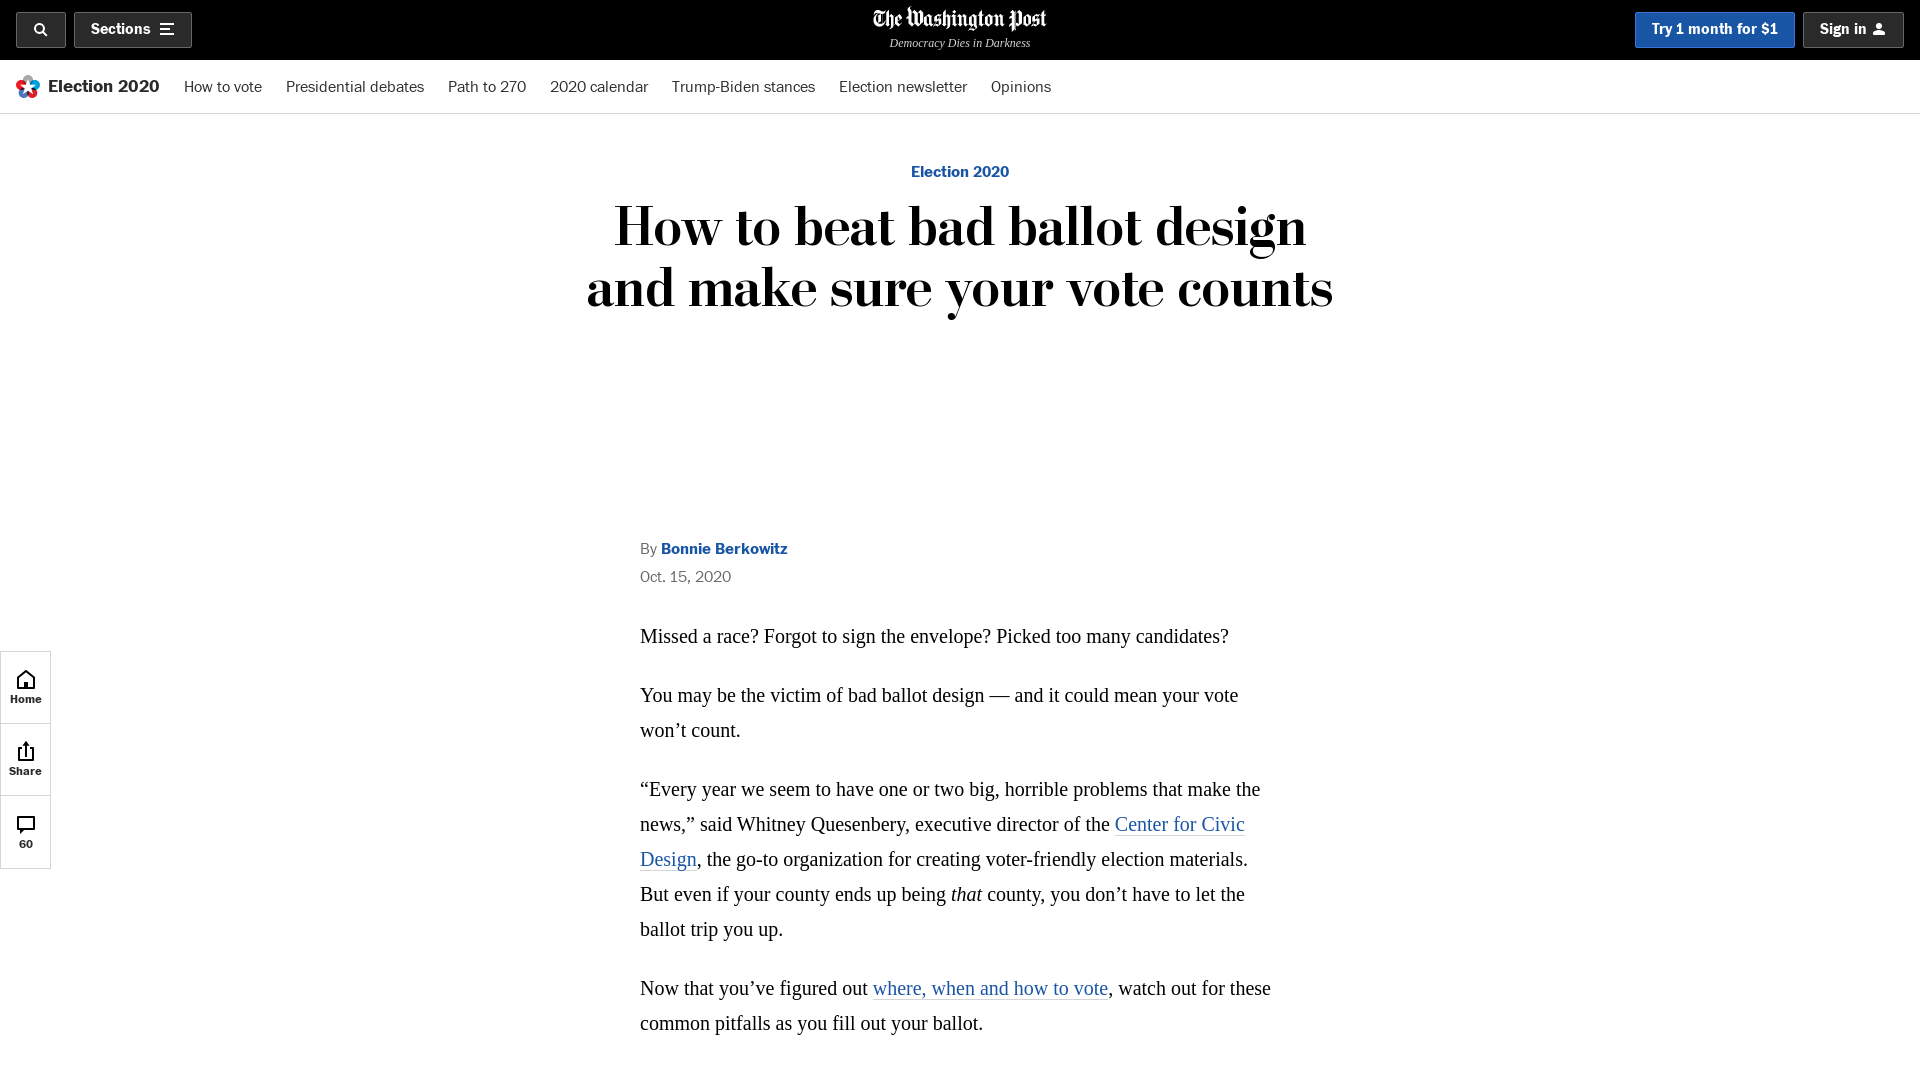 Sections
The Washington Post
Democracy Dies in Darkness
Try 1 month for $1
Sign in
Election 2020
How to vote
Presidential debates
Path to 270
2020 calendar
Trump-Biden stances
Election newsletter
Opinions
Election 2020
How to beat bad ballot design
and make sure your vote counts
By Bonnie Berkowitz
Oct. 15, 2020
Missed a race? Forgot to sign the envelope? Picked too many candidates?
You may be the victim of bad ballot design — and it could mean your vote
won’t count.
“Every year we seem to have one or two big, horrible problems that make the
news,” said Whitney Quesenbery, executive director of the Center for Civic
Design, the go-to organization for creating voter-friendly election materials.
But even if your county ends up being that county, you don’t have to let the
ballot trip you up.
Now that you’ve figured out where, when and how to vote, watch out for these
common pitfalls as you fill out your ballot.
Home
Share
60